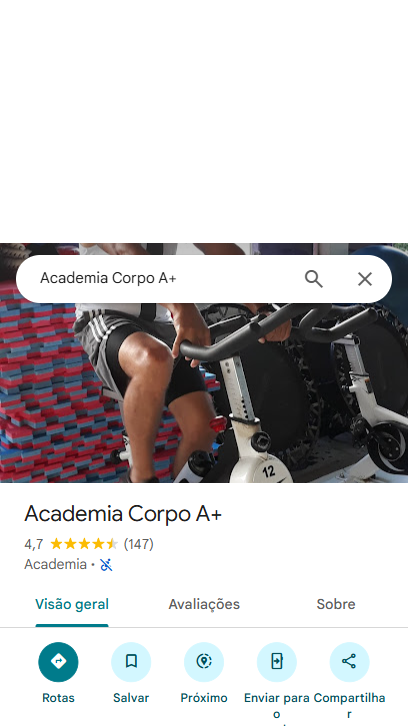 Academia Corpo A+
12
Academia Corpo A+
4,7 (147)
Academia ·
Visão geral Avaliações Sobre
Rotas Salvar Próximo Enviar para o Compartilhar